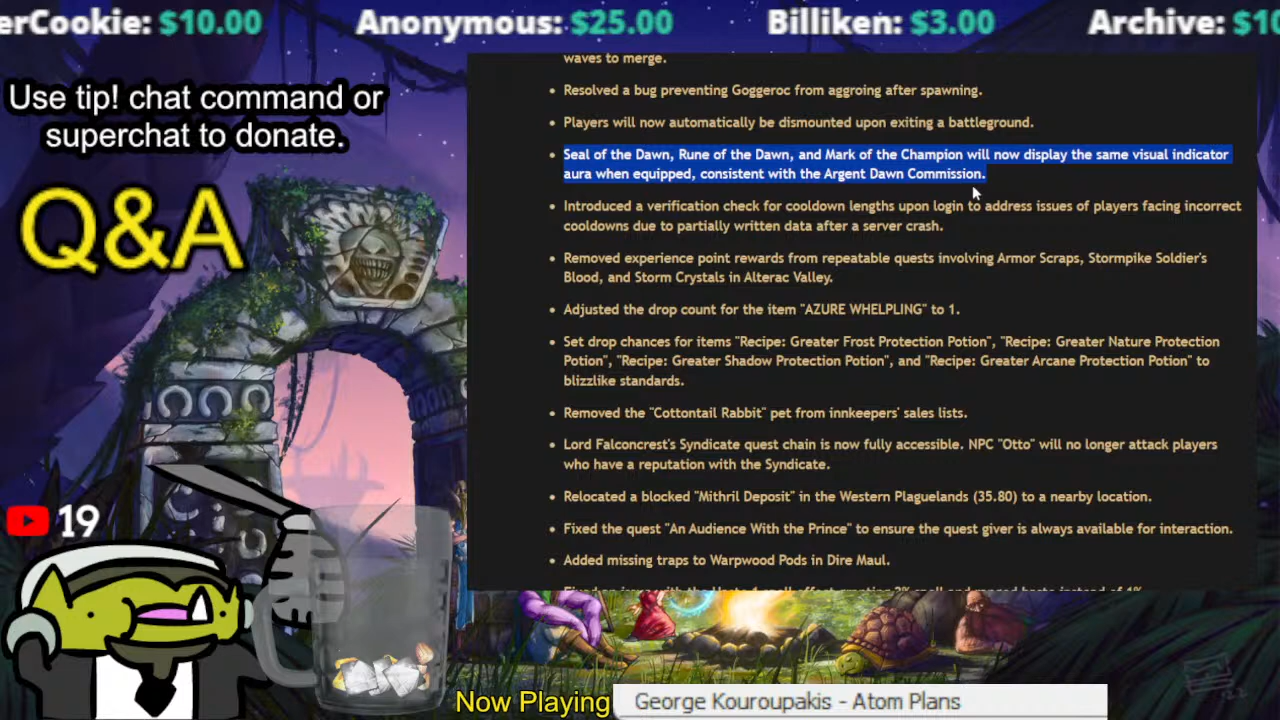 erCookie: $10.00 Anonymous: $25.00 Billiken: $3.00 Archive: $10
Use tip! chat command or
superchat to donate.
Q&A
waves to merge.
• Resolved a bug preventing Goggeroc from aggroing after spawning.
• Players will now automatically be dismounted upon exiting a battleground.
• Seal of the Dawn, Rune of the Dawn, and Mark of the Champion will now display the same visual indicator
aura when equipped, consistent with the Argent Dawn Commission.
• Introduced a verification check for cooldown lengths upon login to address issues of players facing incorrect
cooldowns due to partially written data after a server crash.
• Removed experience point rewards from repeatable quests involving Armor Scraps, Stormpike Soldier's
Blood, and Storm Crystals in Alterac Valley.
• Adjusted the drop count for the item "AZURE WHELPLING" to 1.
• Set drop chances for items "Recipe: Greater Frost Protection Potion", "Recipe: Greater Nature Protection
Potion", "Recipe: Greater Shadow Protection Potion", and "Recipe: Greater Arcane Protection Potion" to
blizzlike standards.
• Removed the "Cottontail Rabbit" pet from innkeepers' sales lists.
• Lord Falconcrest's Syndicate quest chain is now fully accessible. NPC "Otto" will no longer attack players
who have a reputation with the Syndicate.
• Relocated a blocked "Mithril Deposit" in the Western Plaguelands (35.80) to a nearby location.
• Fixed the quest "An Audience With the Prince" to ensure the quest giver is always available for interaction.
• Added missing traps to Warpwood Pods in Dire Maul.
19
Now Playing George Kouroupakis - Atom Plans